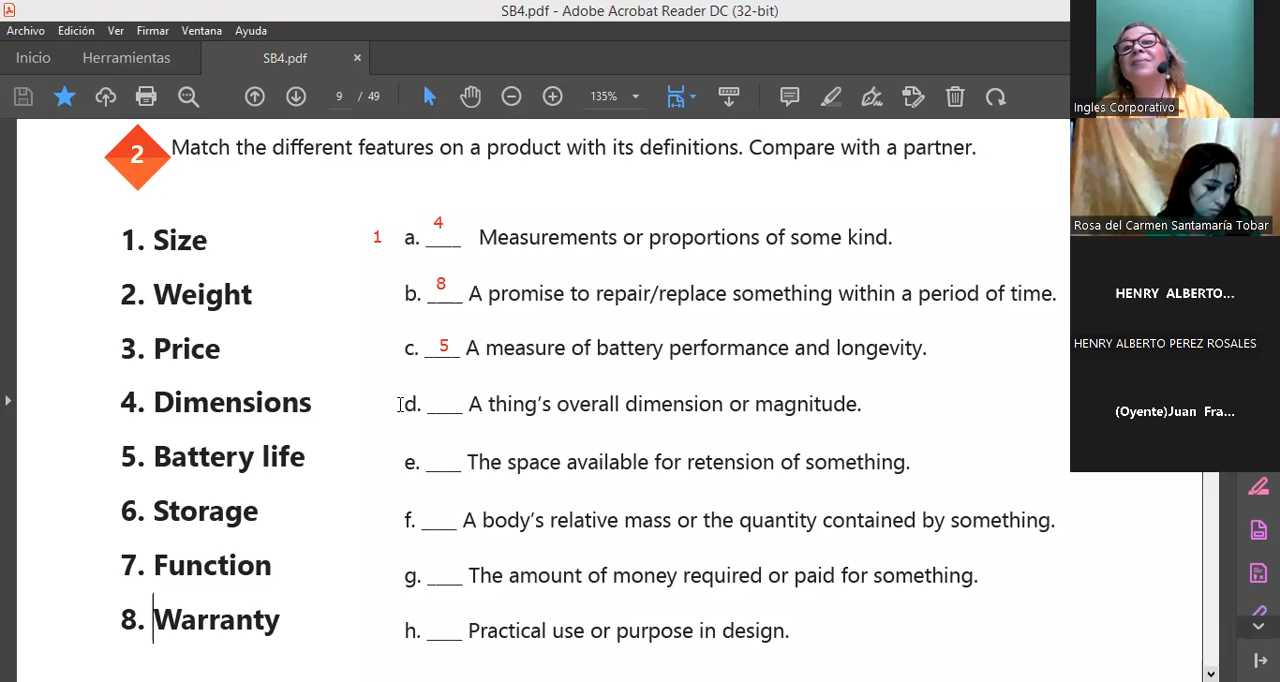 SB4.pdf - Adobe Acrobat Reader DC (32-bit)
Archivo Edición Ver Firmar Ventana Ayuda
Inicio Herramientas SB4.pdf ×
9 / 49 135%
2 Match the different features on a product with its definitions. Compare with a partner.
1. Size
2. Weight
3. Price
4. Dimensions
5. Battery life
6. Storage
7. Function
8. Warranty
1 a. 4 Measurements or proportions of some kind.
b. 8 A promise to repair/replace something within a period of time.
c. 5 A measure of battery performance and longevity.
d. ___ A thing's overall dimension or magnitude.
e. ___ The space available for retension of something.
f. ___ A body's relative mass or the quantity contained by something.
g. ___ The amount of money required or paid for something.
h. ___ Practical use or purpose in design.
Ingles Corporativo
Rosa del Carmen Santamaría Tobar
HENRY ALBERTO...
HENRY ALBERTO PEREZ ROSALES
(Oyente)Juan Fra...